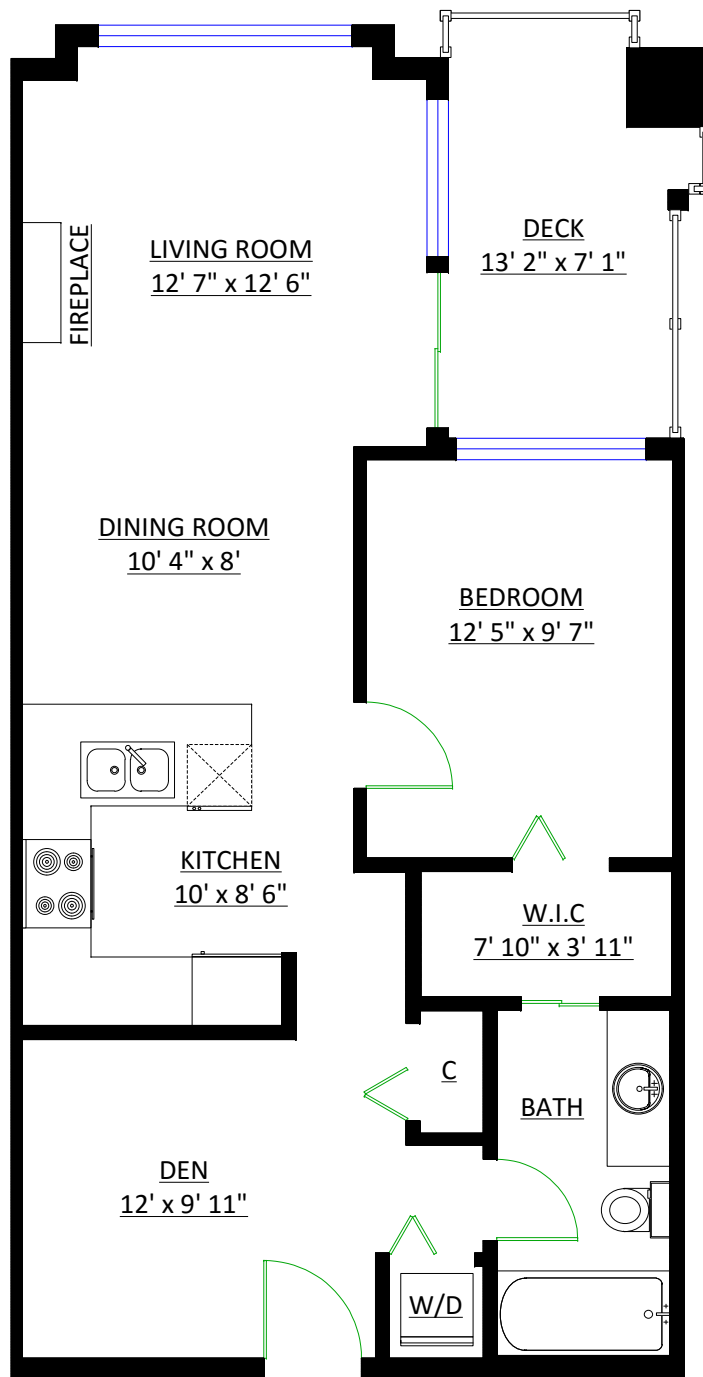 LIVING ROOM
12' 7" x 12' 6"
FIREPLACE
DECK
13' 2" x 7' 1"
DINING ROOM
10' 4" x 8'
BEDROOM
12' 5" x 9' 7"
KITCHEN
10' x 8' 6"
W.I.C
7' 10" x 3' 11"
C
BATH
DEN
12' x 9' 11"
W/D